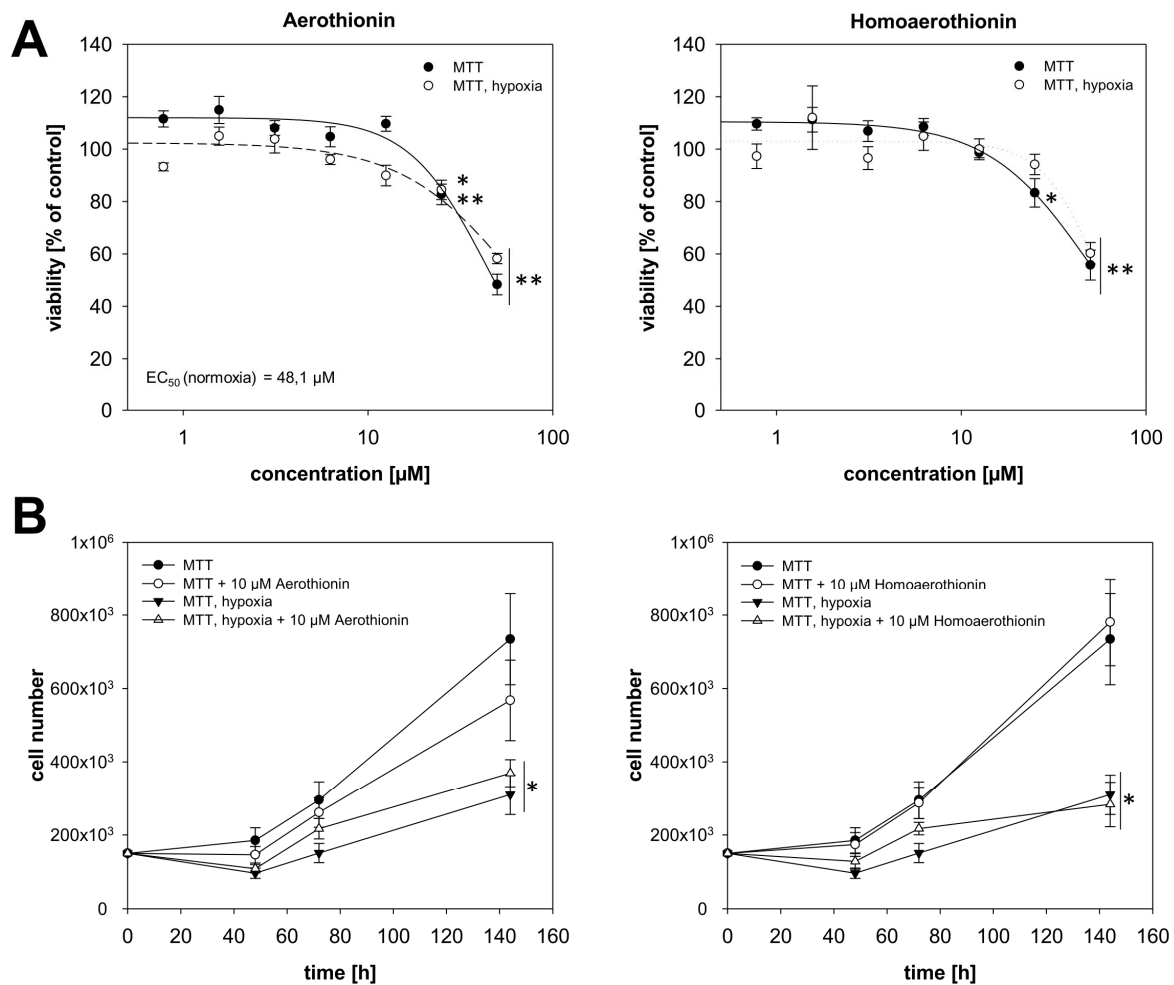 A
Aerothionin
140
120
100
80
60
40
20
0
viability [% of control]
MTT
MTT, hypoxia
*
**
**
EC50 (normoxia) = 48,1 µM
1
10
100
concentration [µM]
Homoaerothionin
140
120
100
80
60
40
20
0
viability [% of control]
MTT
MTT, hypoxia
*
**
1
10
100
concentration [µM]
B
1x10^6
800x10^3
600x10^3
400x10^3
200x10^3
0
cell number
MTT
MTT + 10 µM Aerothionin
MTT, hypoxia
MTT, hypoxia + 10 µM Aerothionin
*
0 20 40 60 80 100 120 140 160
time [h]
1x10^6
800x10^3
600x10^3
400x10^3
200x10^3
0
cell number
MTT
MTT + 10 µM Homoaerothionin
MTT, hypoxia
MTT, hypoxia + 10 µM Homoaerothionin
*
0 20 40 60 80 100 120 140 160
time [h]